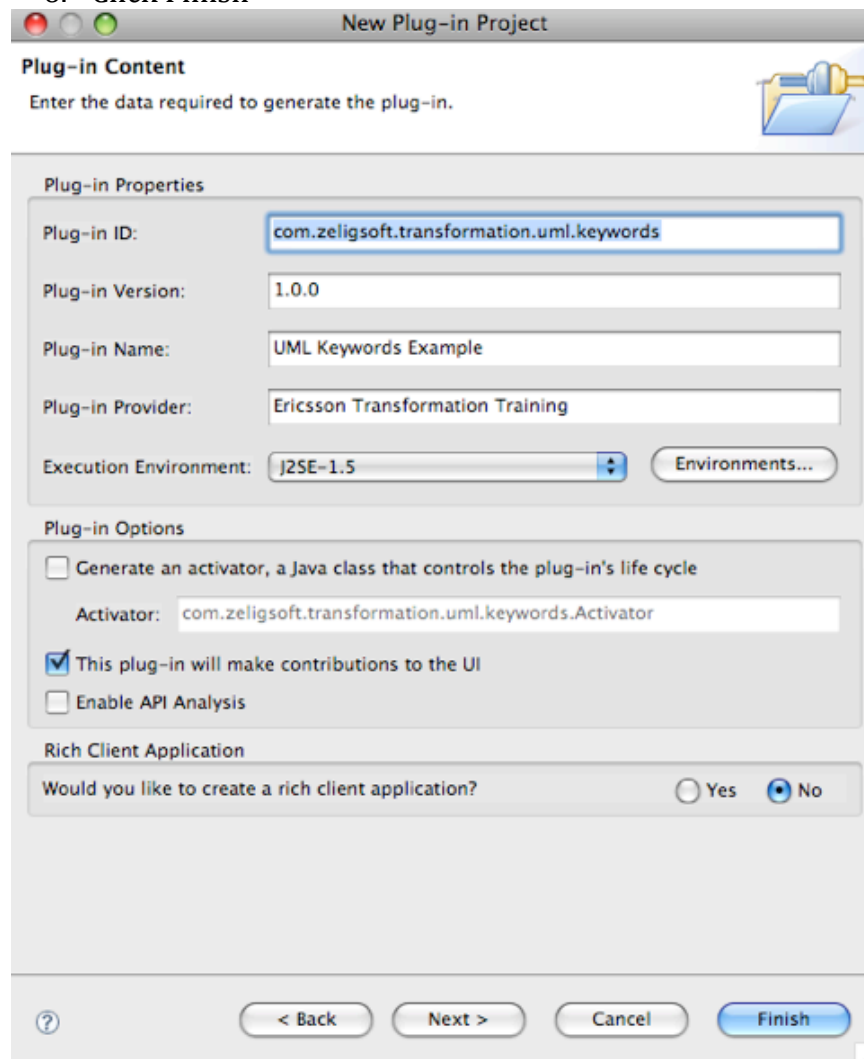 New Plug-in Project
Plug-in Content
Enter the data required to generate the plug-in.
Plug-in Properties
Plug-in ID: com.zeligsoft.transformation.uml.keywords
Plug-in Version: 1.0.0
Plug-in Name: UML Keywords Example
Plug-in Provider: Ericsson Transformation Training
Execution Environment: J2SE-1.5 Environments...
Plug-in Options
Generate an activator, a Java class that controls the plug-in's life cycle
Activator: com.zeligsoft.transformation.uml.keywords.Activator
This plug-in will make contributions to the UI
Enable API Analysis
Rich Client Application
Would you like to create a rich client application? Yes No
? < Back Next > Cancel Finish